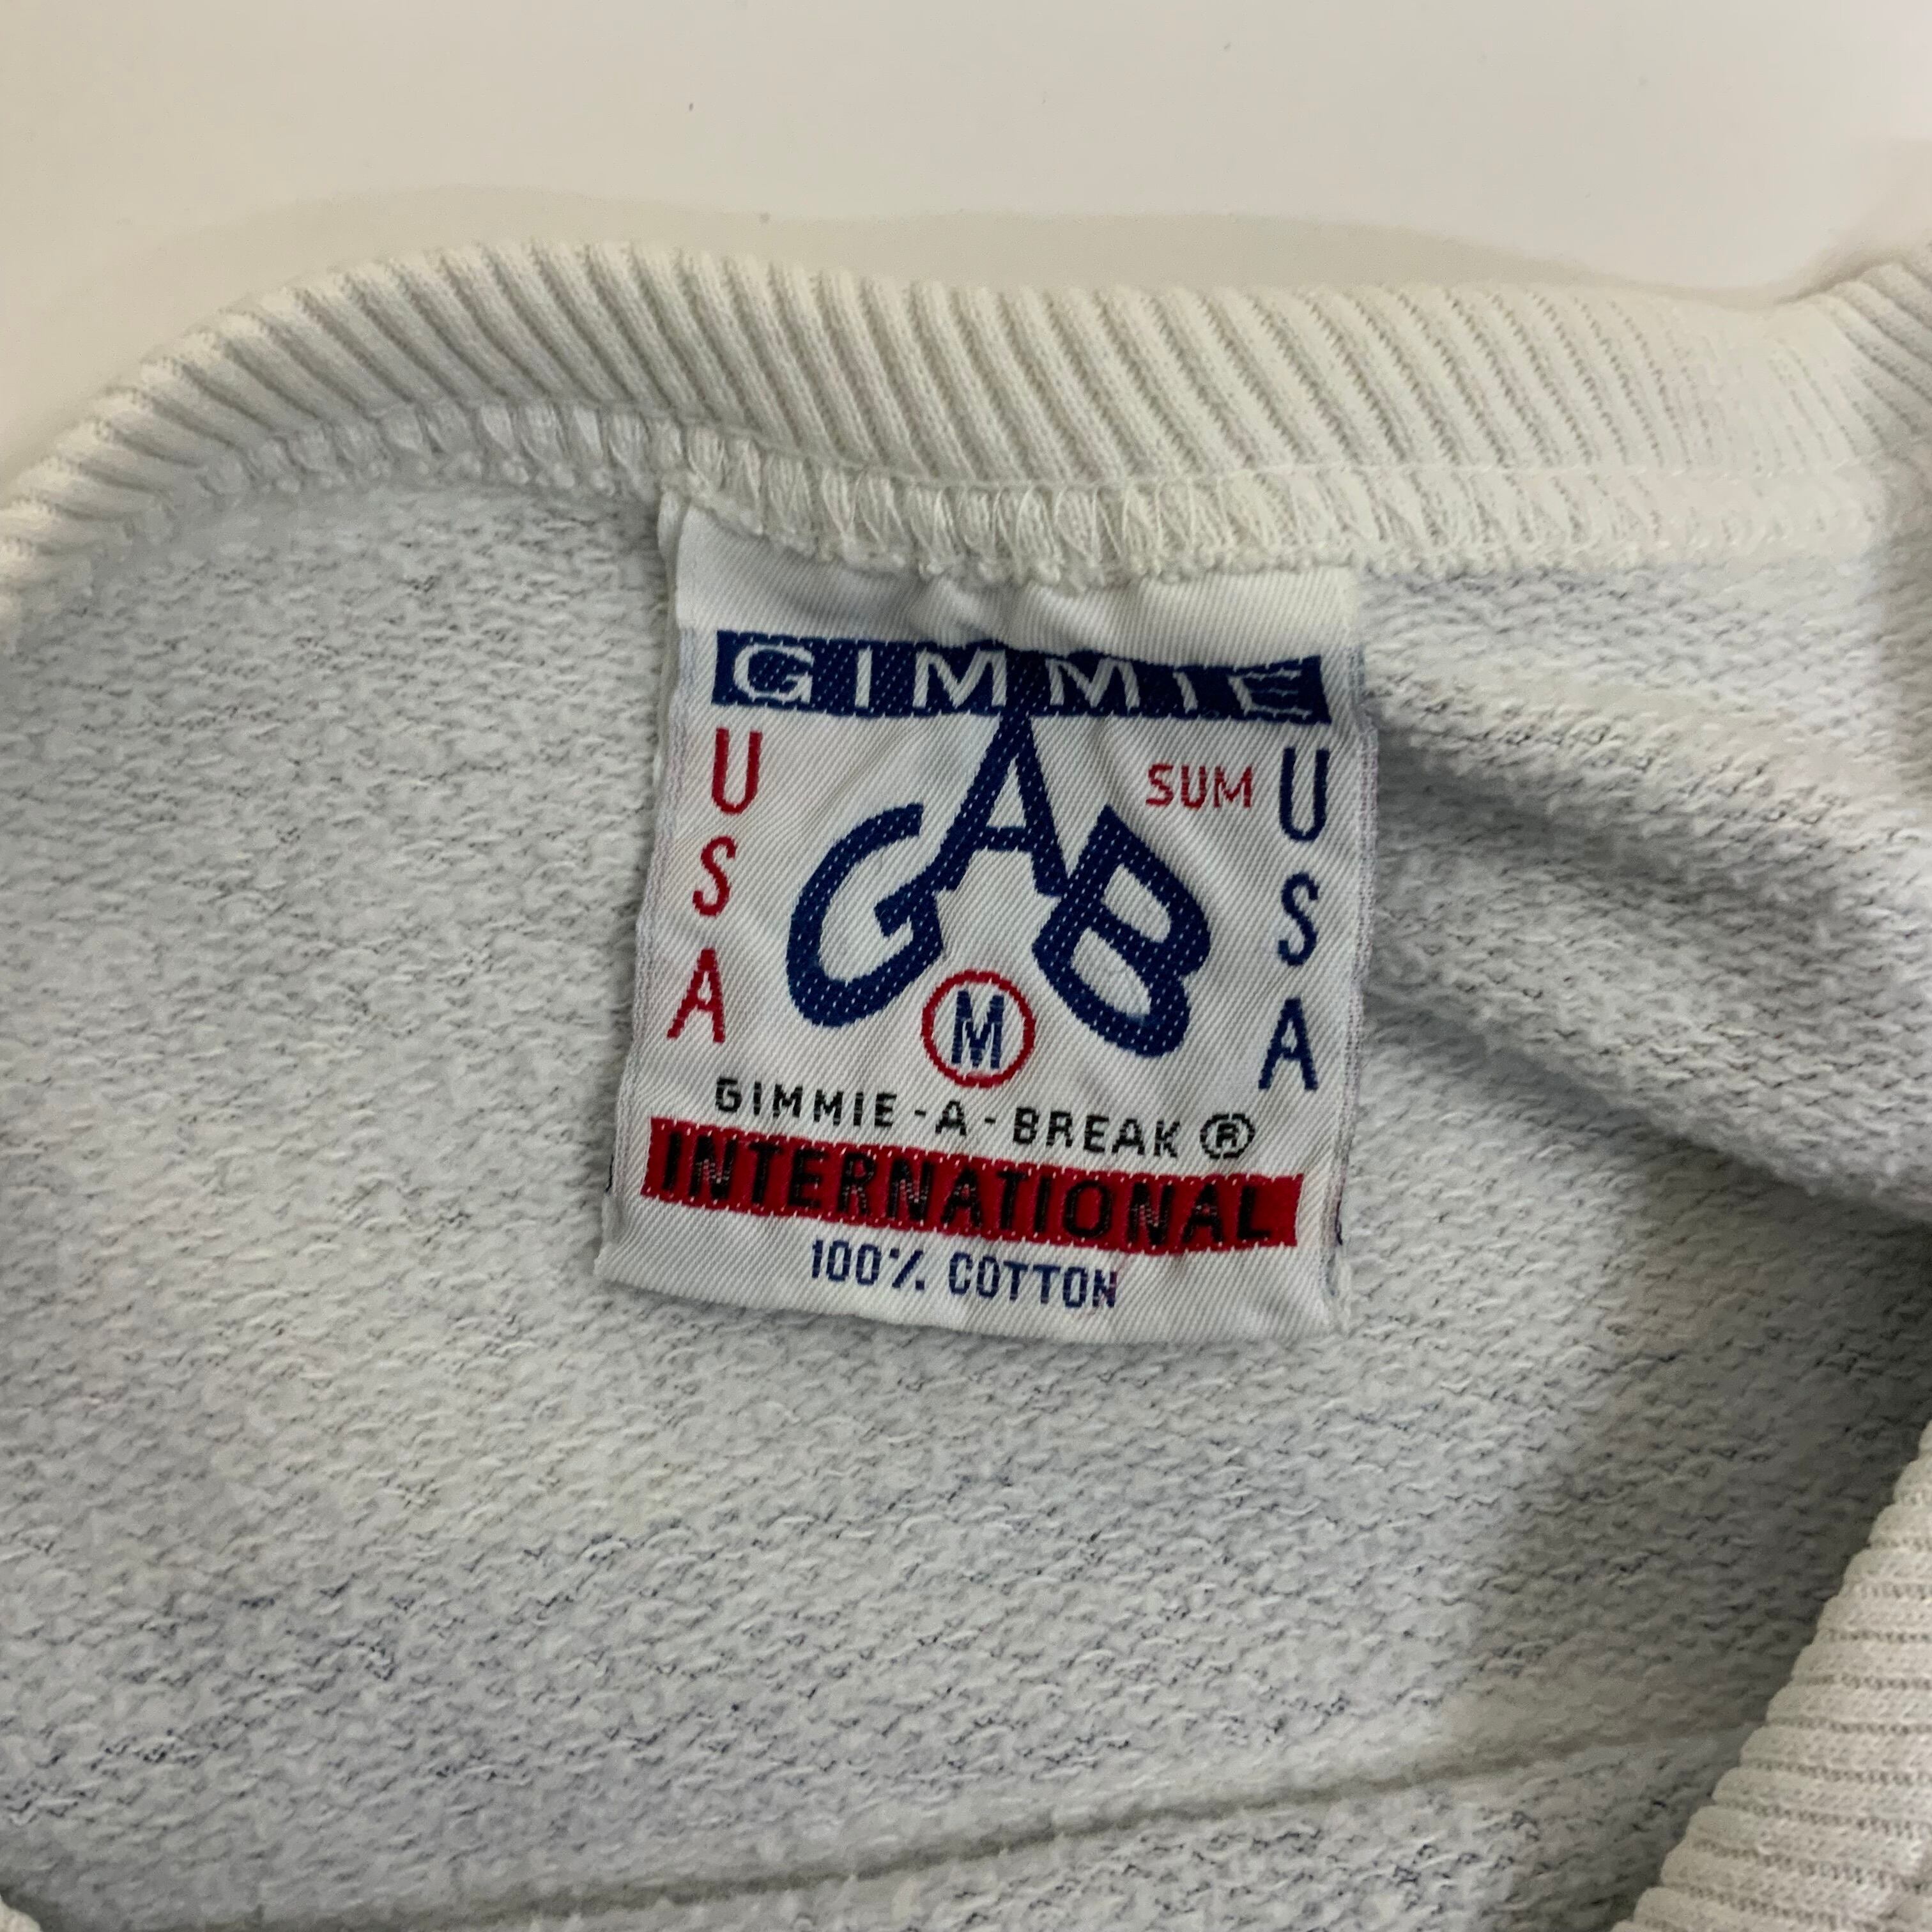 GIMMIE
USA
SUM
USA
GAB
M
GIMMIE-A-BREAK ®
INTERNATIONAL
100% COTTON